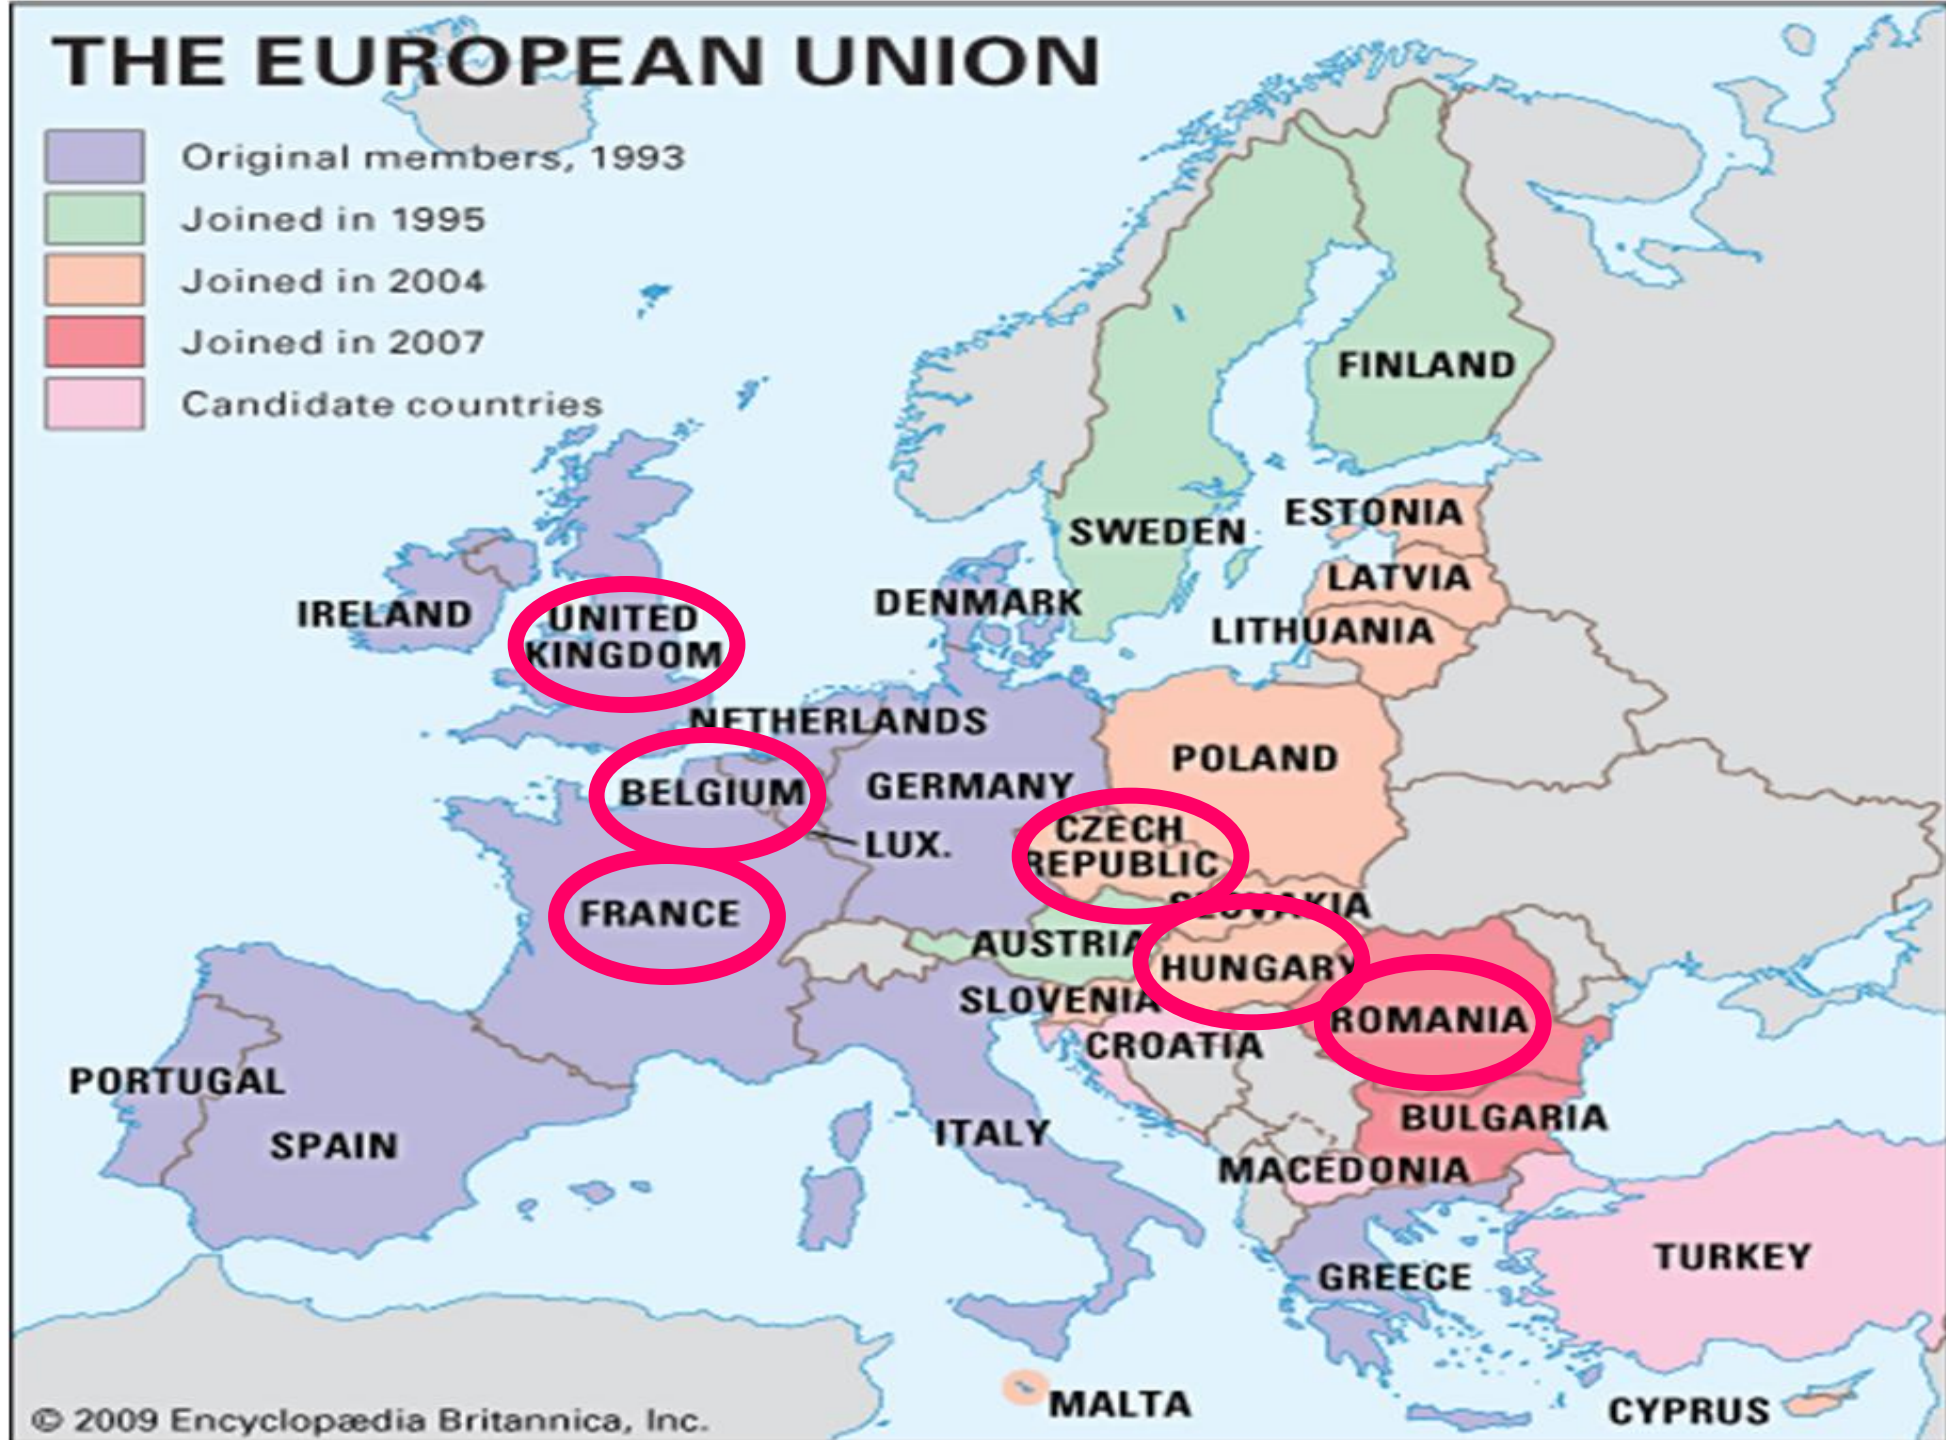 THE EUROPEAN UNION
Original members, 1993
Joined in 1995
Joined in 2004
Joined in 2007
Candidate countries
FINLAND
SWEDEN
ESTONIA
LATVIA
LITHUANIA
IRELAND
UNITED
KINGDOM
DENMARK
NETHERLANDS
BELGIUM
GERMANY
POLAND
LUX.
CZECH
REPUBLIC
SLOVAKIA
FRANCE
AUSTRIA
HUNGARY
SLOVENIA
CROATIA
ROMANIA
PORTUGAL
SPAIN
ITALY
BULGARIA
MACEDONIA
GREECE
TURKEY
MALTA
CYPRUS
© 2009 Encyclopædia Britannica, Inc.